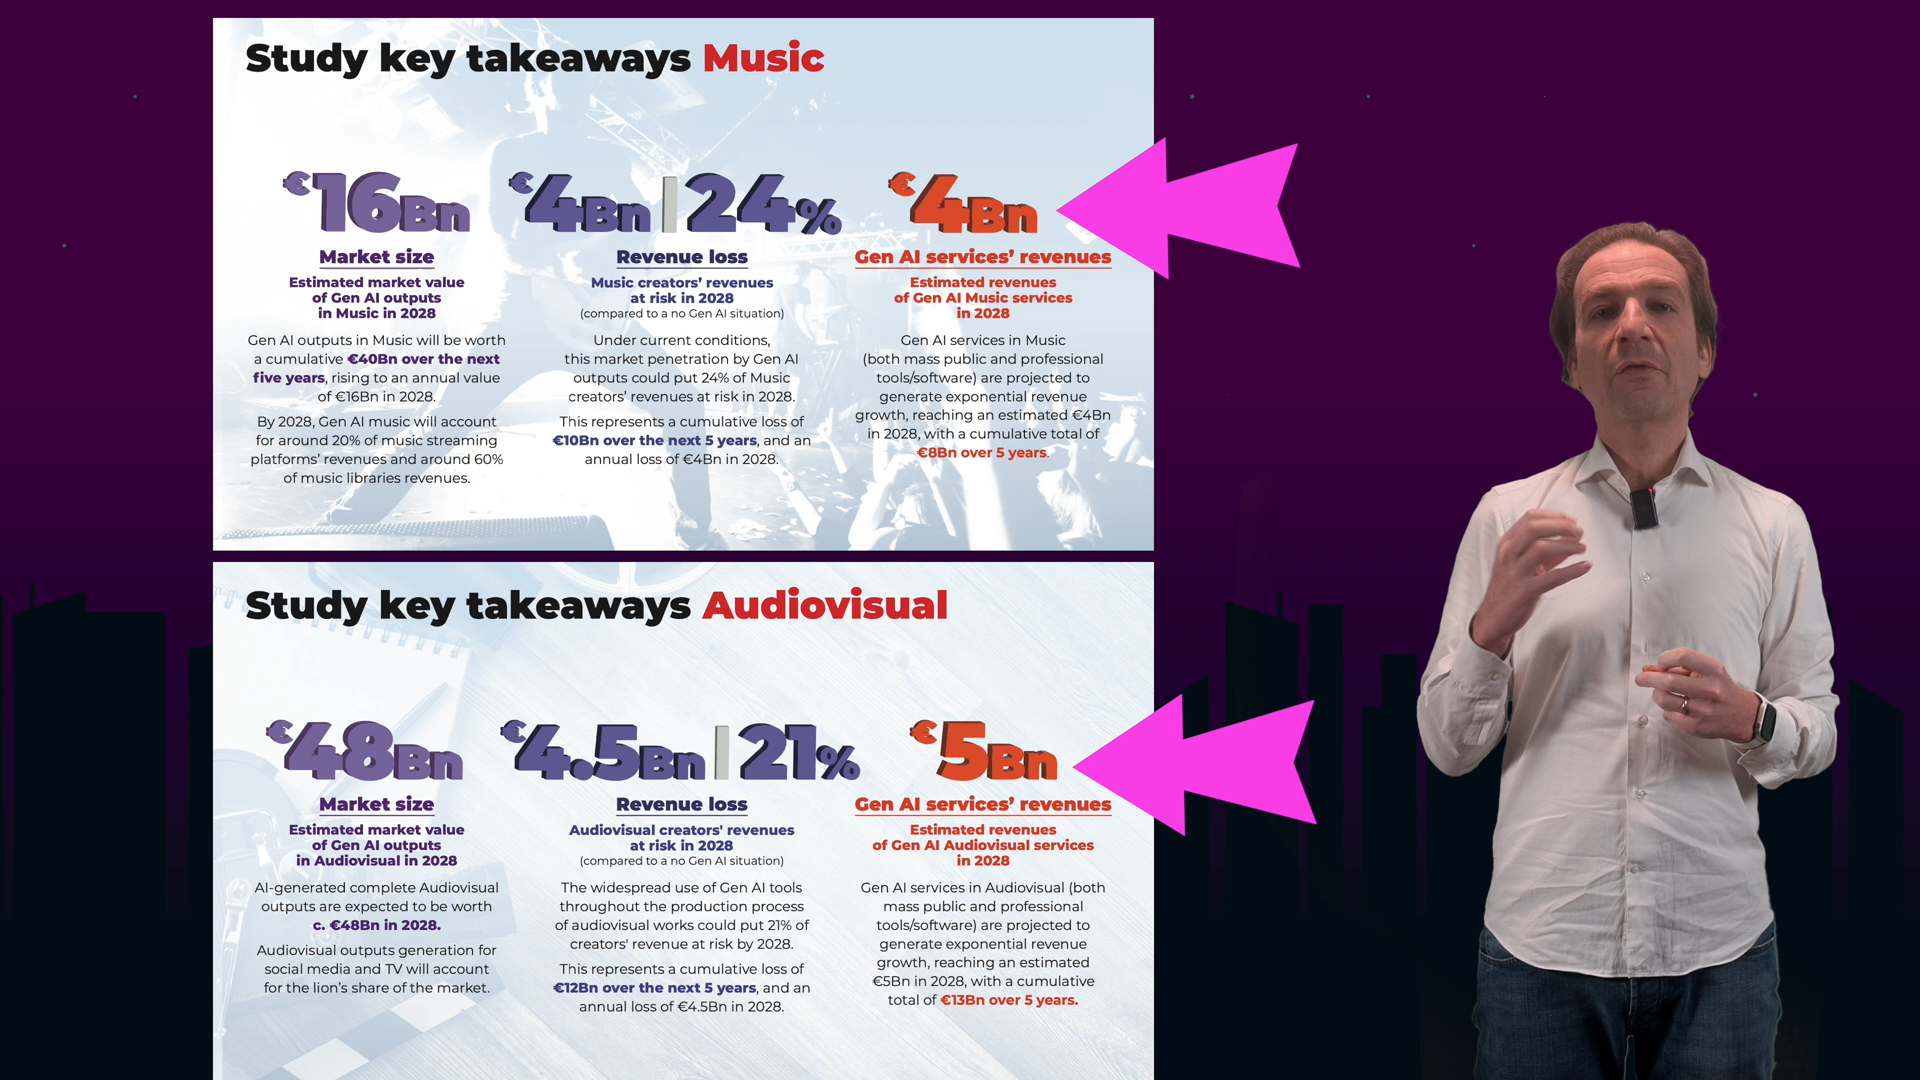 Study key takeaways Music
€16Bn
Market size
Estimated market value
of Gen AI outputs
in Music in 2028
Gen AI outputs in Music will be worth
a cumulative €40Bn over the next
five years, rising to an annual value
of €16Bn in 2028.
By 2028, Gen AI music will account
for around 20% of music streaming
platforms’ revenues and around 60%
of music libraries revenues.
€4Bn | 24%
Revenue loss
Music creators’ revenues
at risk in 2028
(compared to a no Gen AI situation)
Under current conditions,
this market penetration by Gen AI
outputs could put 24% of Music
creators’ revenues at risk in 2028.
This represents a cumulative loss of
€10Bn over the next 5 years, and an
annual loss of €4Bn in 2028.
€4Bn
Gen AI services’ revenues
Estimated revenues
of Gen AI Music services
in 2028
Gen AI services in Music
(both mass public and professional
tools/software) are projected to
generate exponential revenue
growth, reaching an estimated €4Bn
in 2028, with a cumulative total of
€8Bn over 5 years.
Study key takeaways Audiovisual
€48Bn
Market size
Estimated market value
of Gen AI outputs
in Audiovisual in 2028
AI-generated complete Audiovisual
outputs are expected to be worth
c. €48Bn in 2028.
Audiovisual outputs generation for
social media and TV will account
for the lion’s share of the market.
€4.5Bn | 21%
Revenue loss
Audiovisual creators' revenues
at risk in 2028
(compared to a no Gen AI situation)
The widespread use of Gen AI tools
throughout the production process
of audiovisual works could put 21% of
creators' revenue at risk by 2028.
This represents a cumulative loss of
€12Bn over the next 5 years, and an
annual loss of €4.5Bn in 2028.
€5Bn
Gen AI services’ revenues
Estimated revenues
of Gen AI Audiovisual services
in 2028
Gen AI services in Audiovisual (both
mass public and professional
tools/software) are projected to
generate exponential revenue
growth, reaching an estimated
€5Bn in 2028, with a cumulative
total of €13Bn over 5 years.